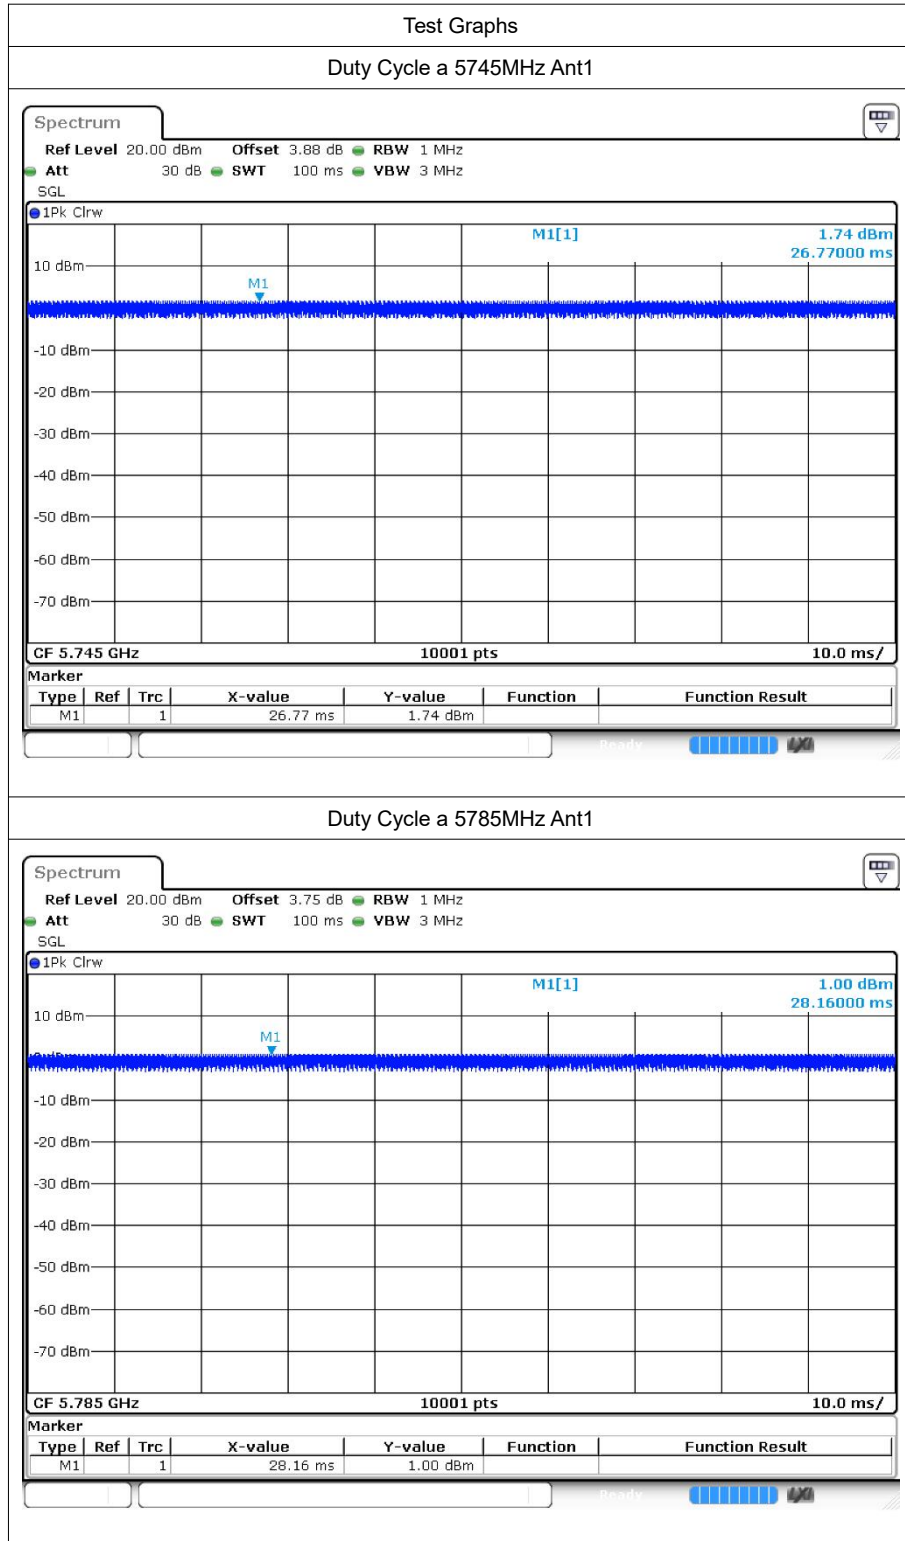 Test Graphs
Duty Cycle a 5745MHz Ant1
Spectrum
Ref Level 20.00 dBm Offset 3.88 dB RBW 1 MHz
Att 30 dB SWT 100 ms VBW 3 MHz
SGL
1Pk Clrw
M1[1] 1.74 dBm
26.77000 ms
10 dBm
M1
-10 dBm
-20 dBm
-30 dBm
-40 dBm
-50 dBm
-60 dBm
-70 dBm
CF 5.745 GHz 10001 pts 10.0 ms/
Marker
Type Ref Trc X-value Y-value Function Function Result
M1 1 26.77 ms 1.74 dBm
Ready LXI
Duty Cycle a 5785MHz Ant1
Spectrum
Ref Level 20.00 dBm Offset 3.75 dB RBW 1 MHz
Att 30 dB SWT 100 ms VBW 3 MHz
SGL
1Pk Clrw
M1[1] 1.00 dBm
28.16000 ms
10 dBm
M1
-10 dBm
-20 dBm
-30 dBm
-40 dBm
-50 dBm
-60 dBm
-70 dBm
CF 5.785 GHz 10001 pts 10.0 ms/
Marker
Type Ref Trc X-value Y-value Function Function Result
M1 1 28.16 ms 1.00 dBm
Ready LXI